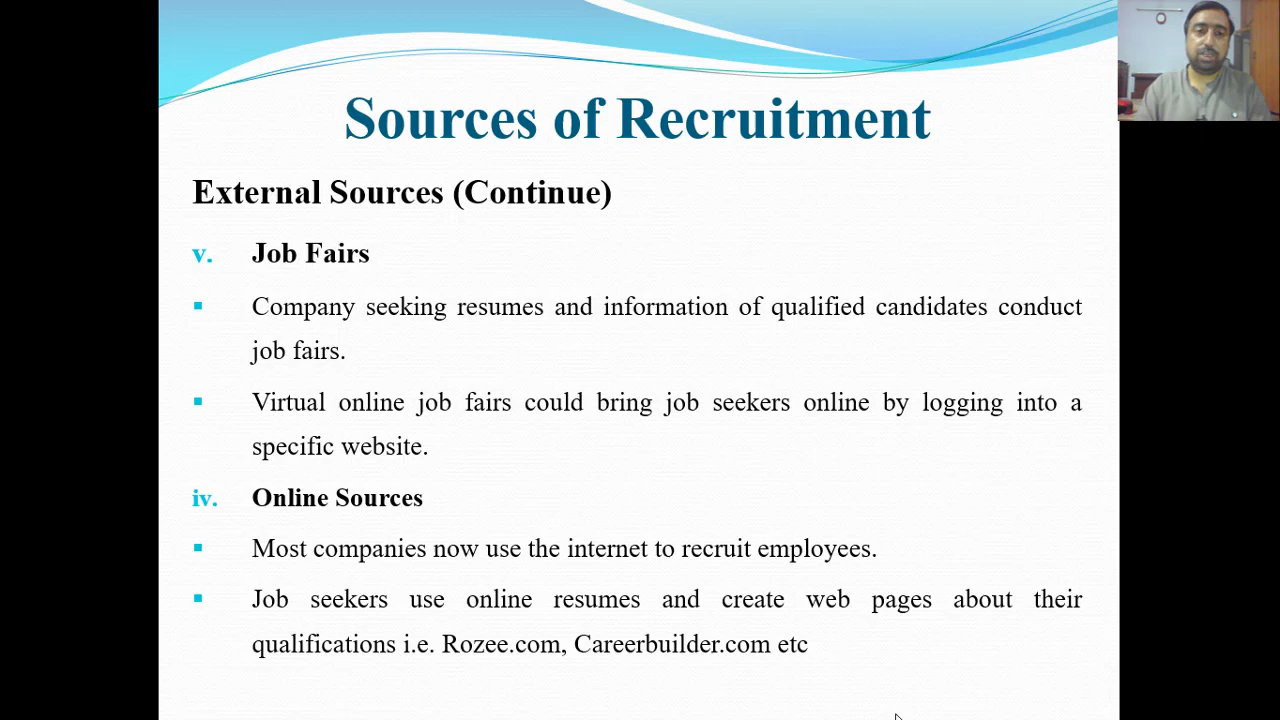 Sources of Recruitment
External Sources (Continue)
v. Job Fairs
▪ Company seeking resumes and information of qualified candidates conduct
job fairs.
▪ Virtual online job fairs could bring job seekers online by logging into a
specific website.
iv. Online Sources
▪ Most companies now use the internet to recruit employees.
▪ Job seekers use online resumes and create web pages about their
qualifications i.e. Rozee.com, Careerbuilder.com etc